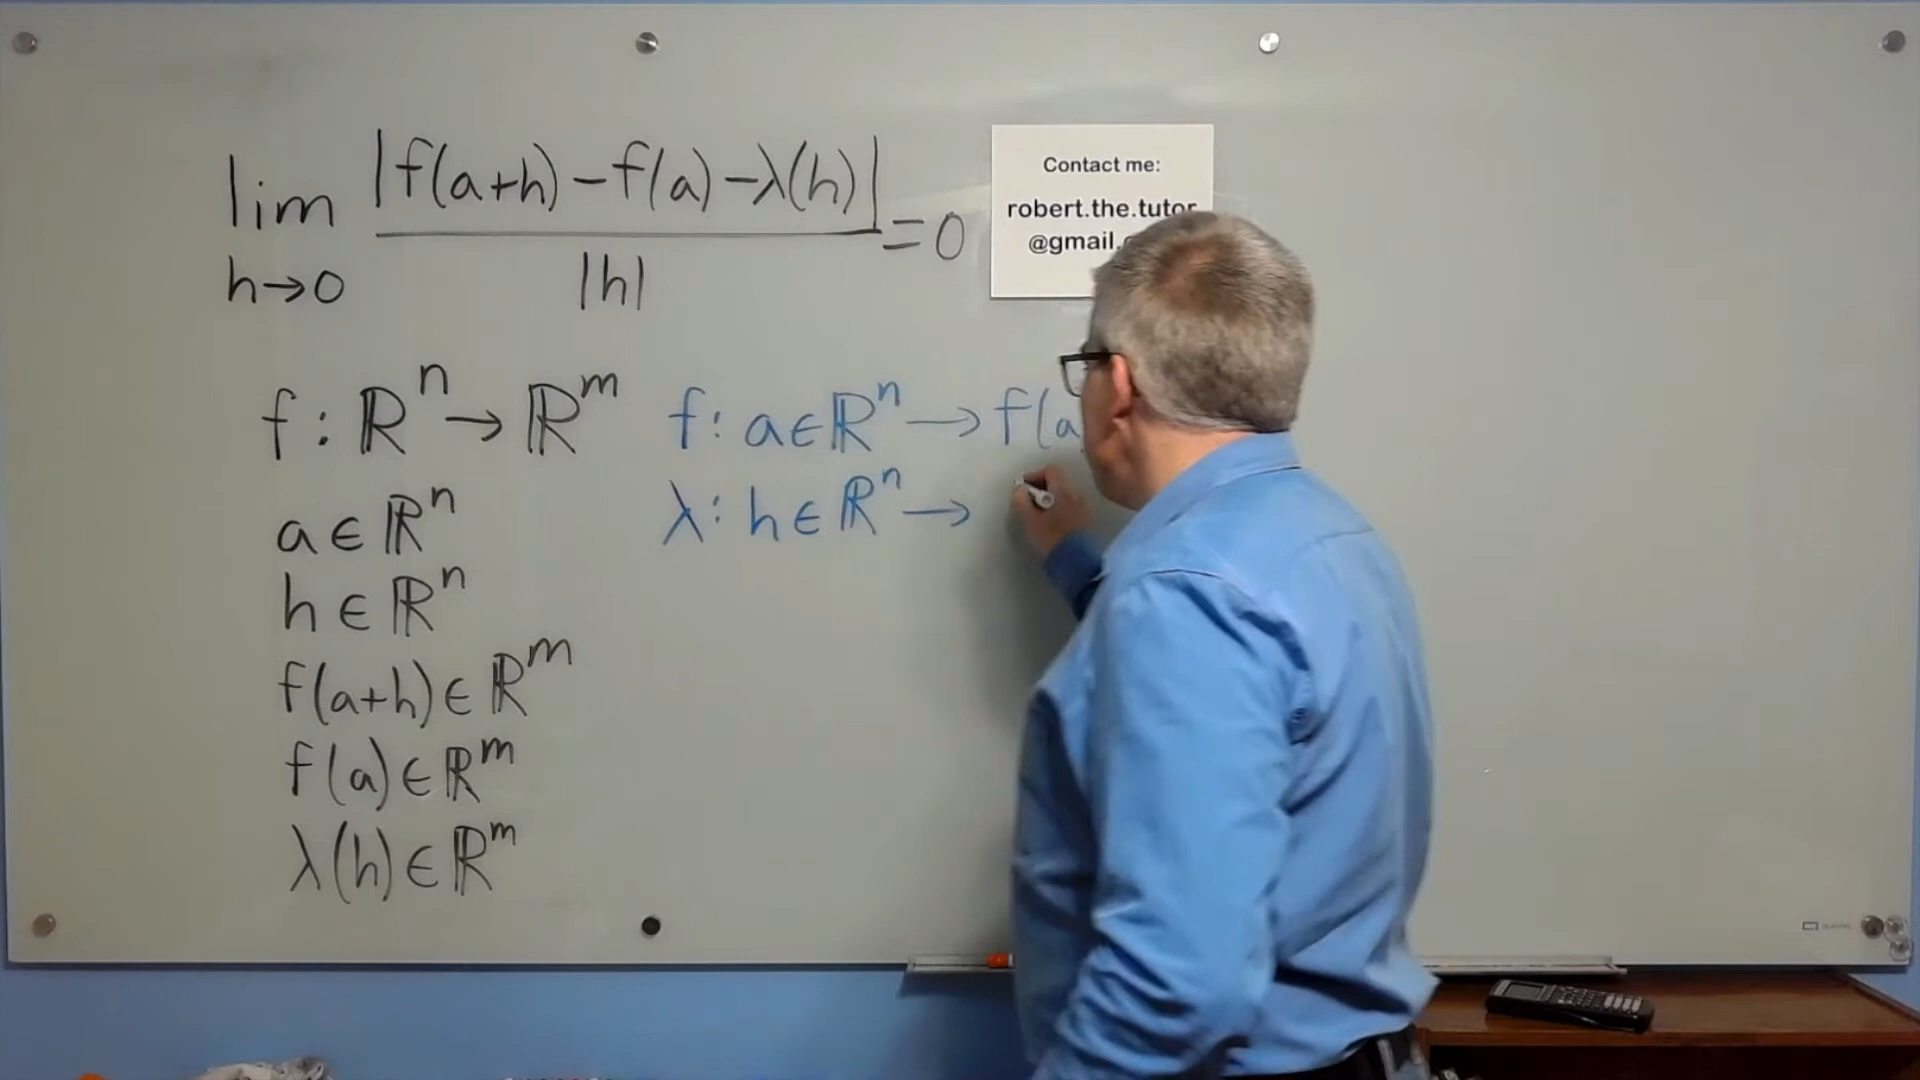 lim |f(a+h) - f(a) - λ(h)|
h→0 |h| = 0
Contact me:
robert.the.tutor
@gmail.
f : ℝⁿ → ℝᵐ
a ∈ ℝⁿ
h ∈ ℝⁿ
f(a+h) ∈ ℝᵐ
f(a) ∈ ℝᵐ
λ(h) ∈ ℝᵐ
f : a ∈ ℝⁿ → f(a
λ : h ∈ ℝⁿ →